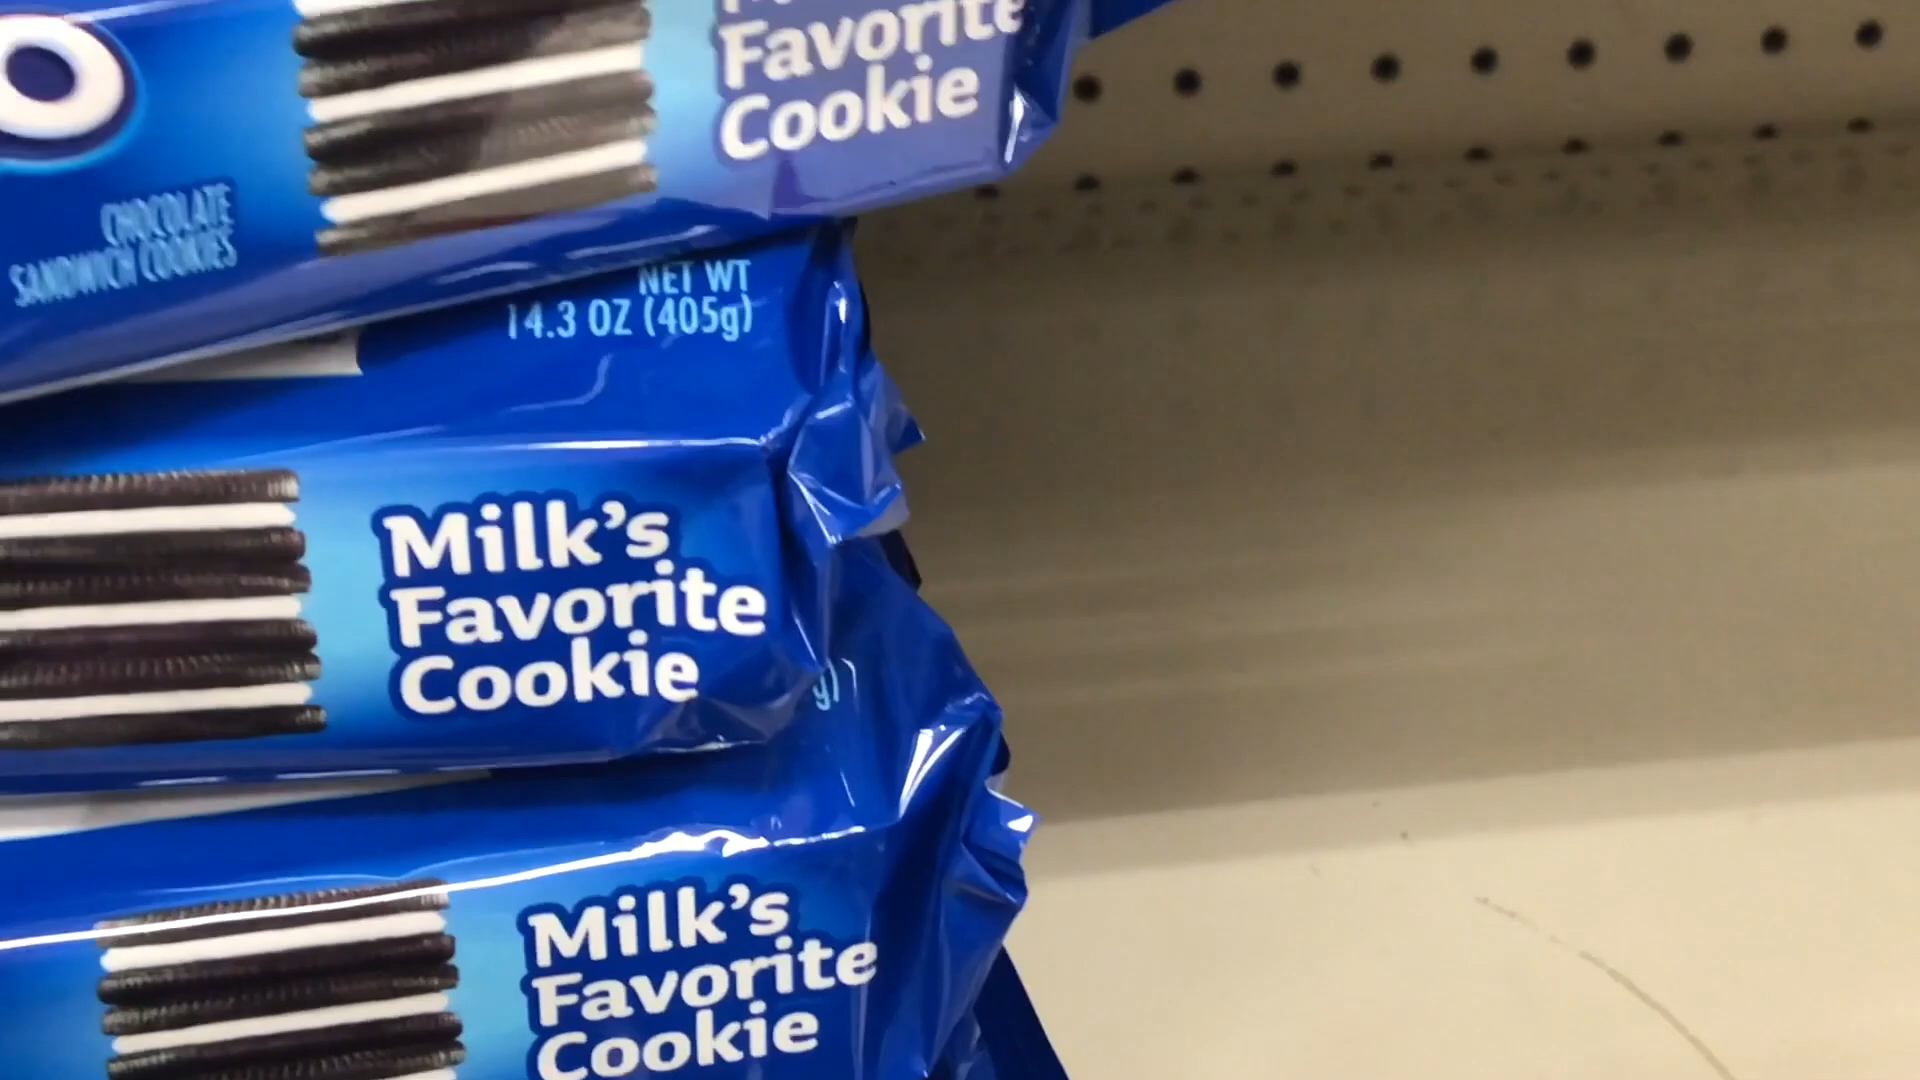 O
Favorite
Cookie
CHOCOLATE
SANDWICH COOKIES
NET WT
14.3 OZ (405g)
Milk's
Favorite
Cookie
g)
Milk's
Favorite
Cookie